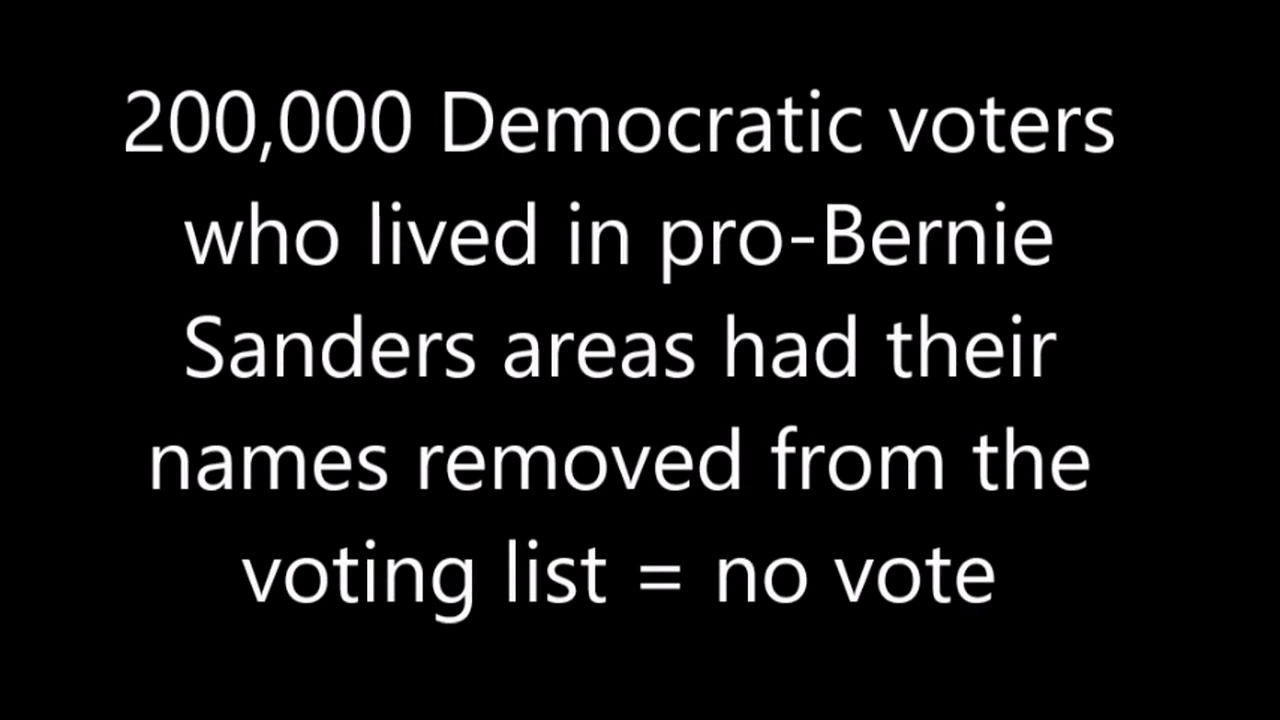 200,000 Democratic voters
who lived in pro-Bernie
Sanders areas had their
names removed from the
voting list = no vote